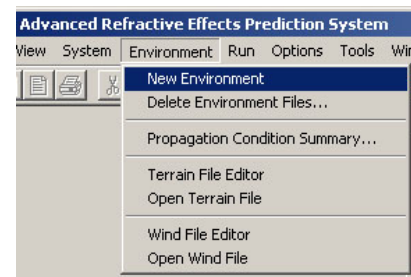 Advanced Refractive Effects Prediction System
View System Environment Run Options Tools
New Environment
Delete Environment Files...
Propagation Condition Summary...
Terrain File Editor
Open Terrain File
Wind File Editor
Open Wind File